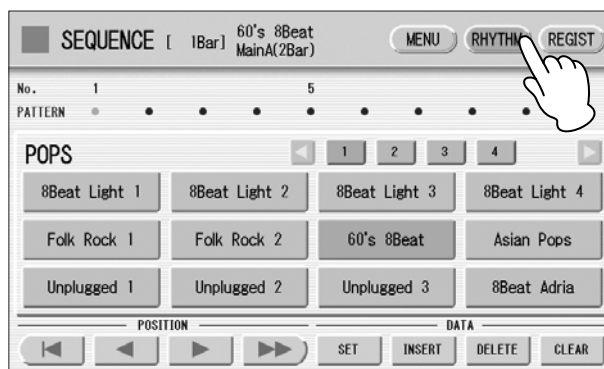 SEQUENCE [ 1Bar] 60's 8Beat MainA(2Bar) MENU RHYTHM REGIST
No. 1 5
PATTERN
POPS 1 2 3 4
8Beat Light 1 8Beat Light 2 8Beat Light 3 8Beat Light 4
Folk Rock 1 Folk Rock 2 60's 8Beat Asian Pops
Unplugged 1 Unplugged 2 Unplugged 3 8Beat Adria
POSITION DATA
SET INSERT DELETE CLEAR